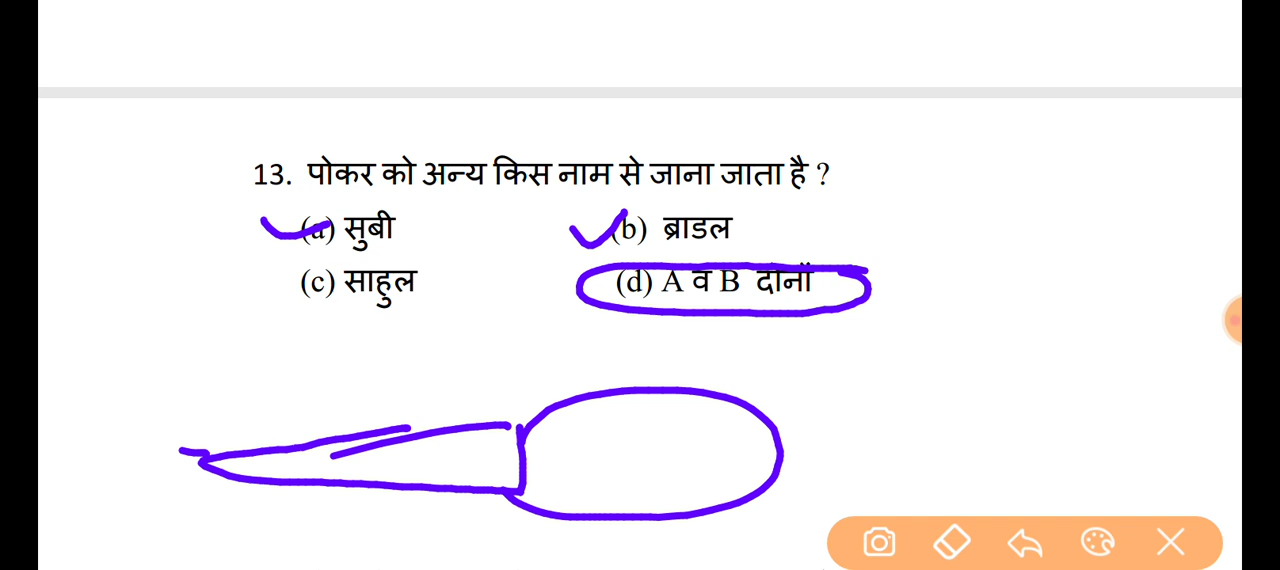 13. पोकर को अन्य किस नाम से जाना जाता है ?
(a) सुबी (b) ब्राडल
(c) साहुल (d) A व B दोनों